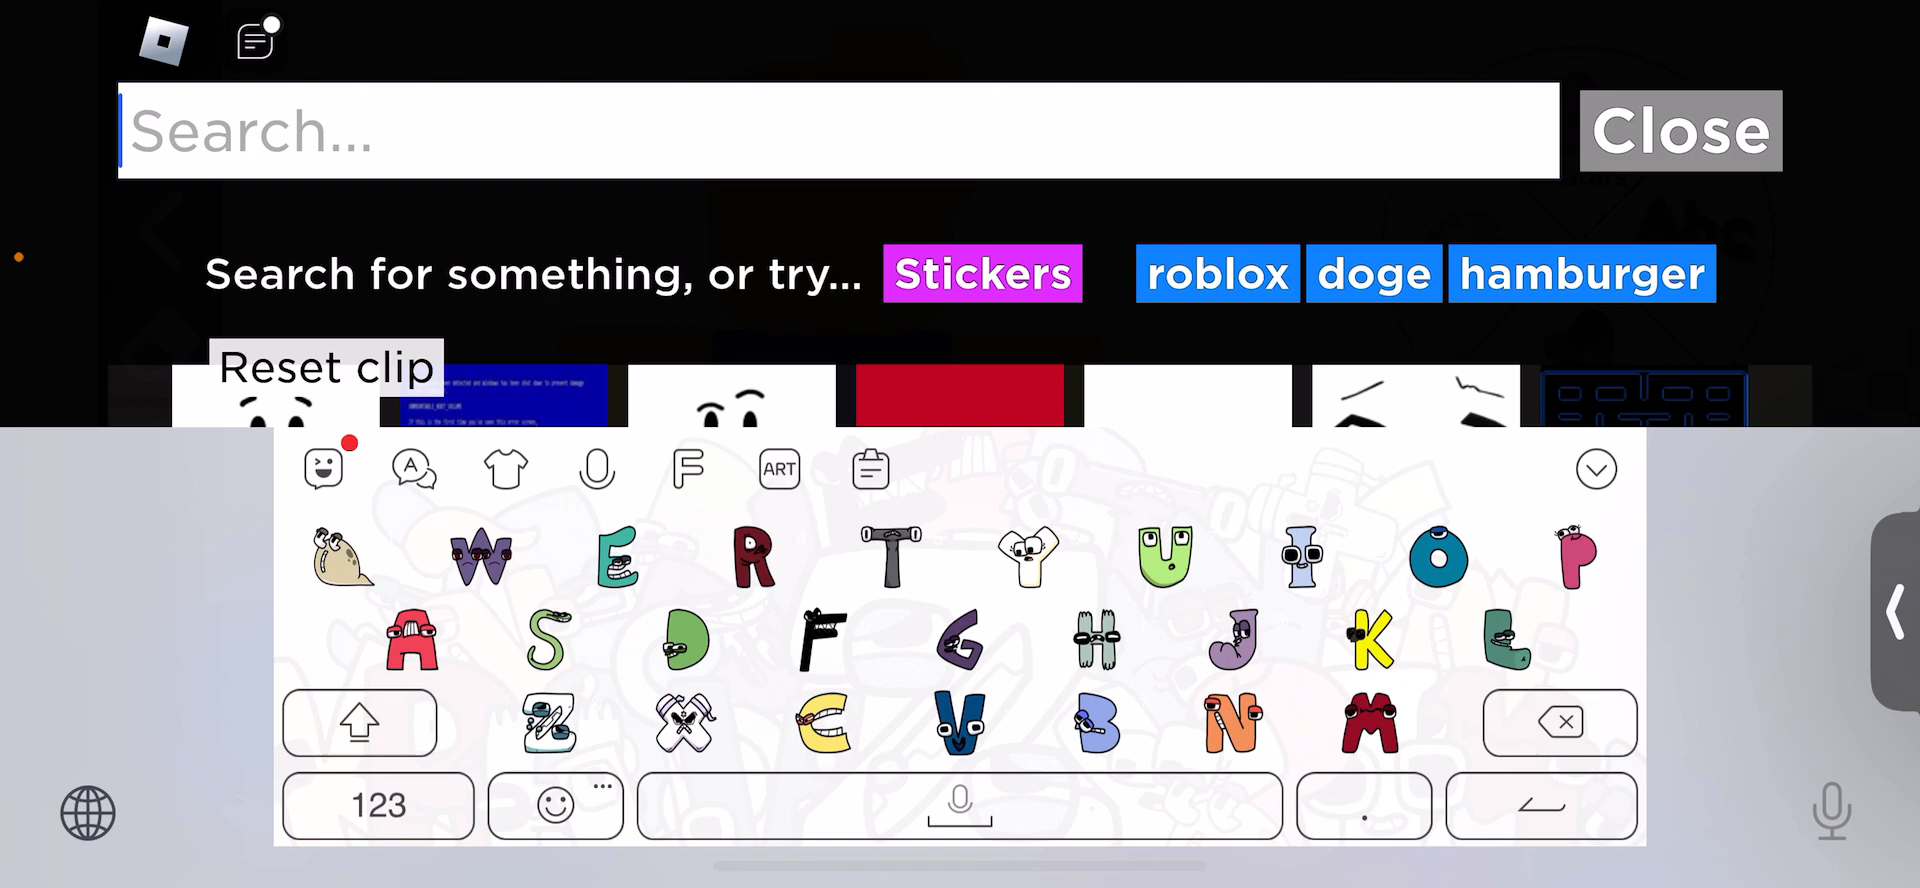 Search...
Close
Search for something, or try... Stickers roblox doge hamburger
Reset clip
A F ART
Q W E R T Y U I O P
A S D F G H J K L
Z X C V B N M
123 .